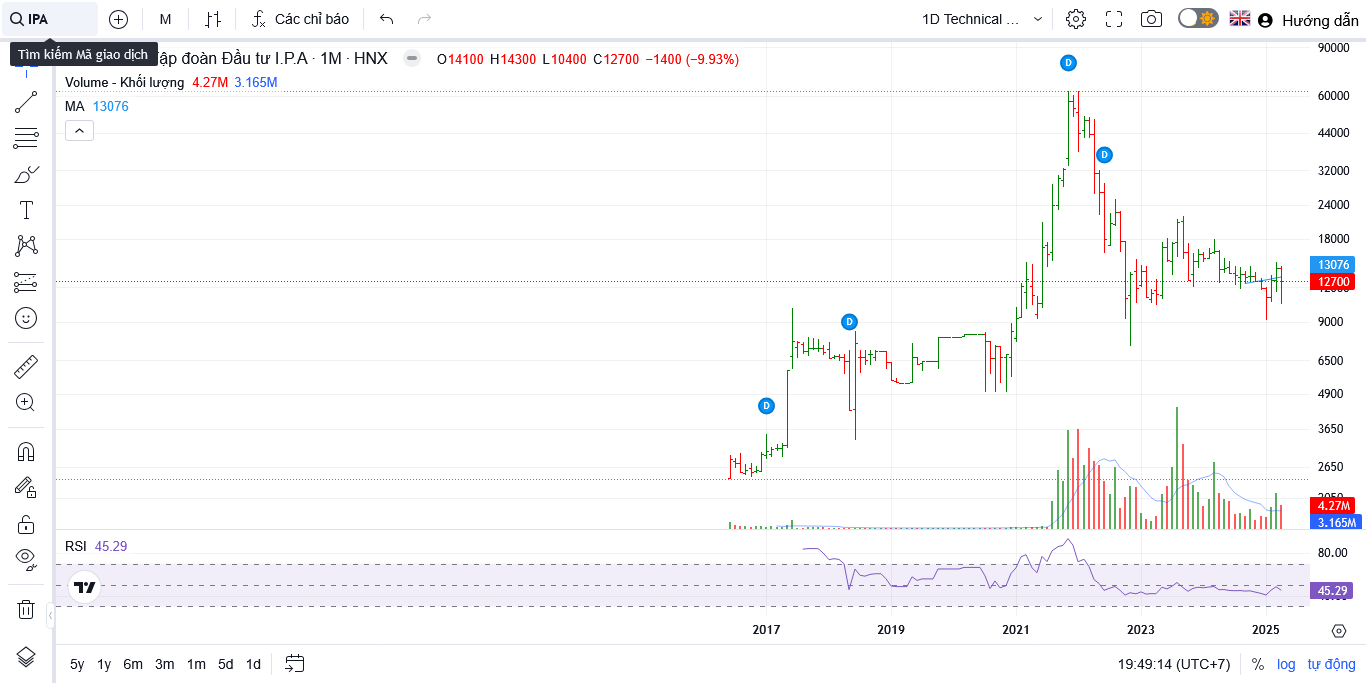 IPA
M
Các chỉ báo
1D Technical ...
Hướng dẫn
Tìm kiếm Mã giao dịch
ập đoàn Đầu tư I.P.A · 1M · HNX
O14100 H14300 L10400 C12700 −1400 (−9.93%)
Volume - Khối lượng 4.27M 3.165M
MA 13076
D
D
D
D
90000
60000
44000
32000
24000
18000
13076
12700
12000
9000
6500
4900
3650
2650
2050
4.27M
3.165M
RSI 45.29
80.00
45.29
2017
2019
2021
2023
2025
5y 1y 6m 3m 1m 5d 1d
19:49:14 (UTC+7)
% log tự động